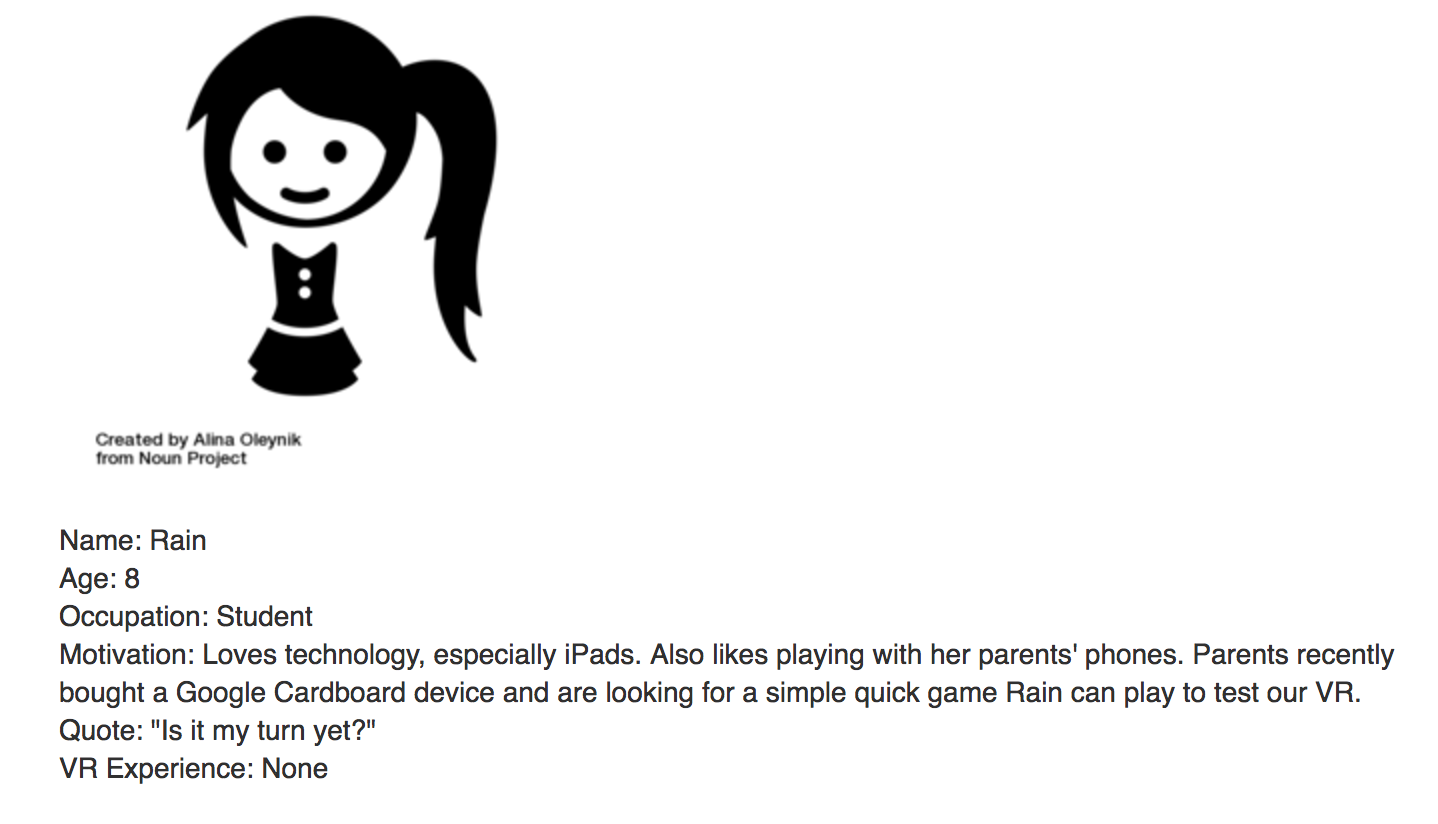 Created by Alina Oleynik
from Noun Project
Name: Rain
Age: 8
Occupation: Student
Motivation: Loves technology, especially iPads. Also likes playing with her parents' phones. Parents recently
bought a Google Cardboard device and are looking for a simple quick game Rain can play to test our VR.
Quote: "Is it my turn yet?"
VR Experience: None